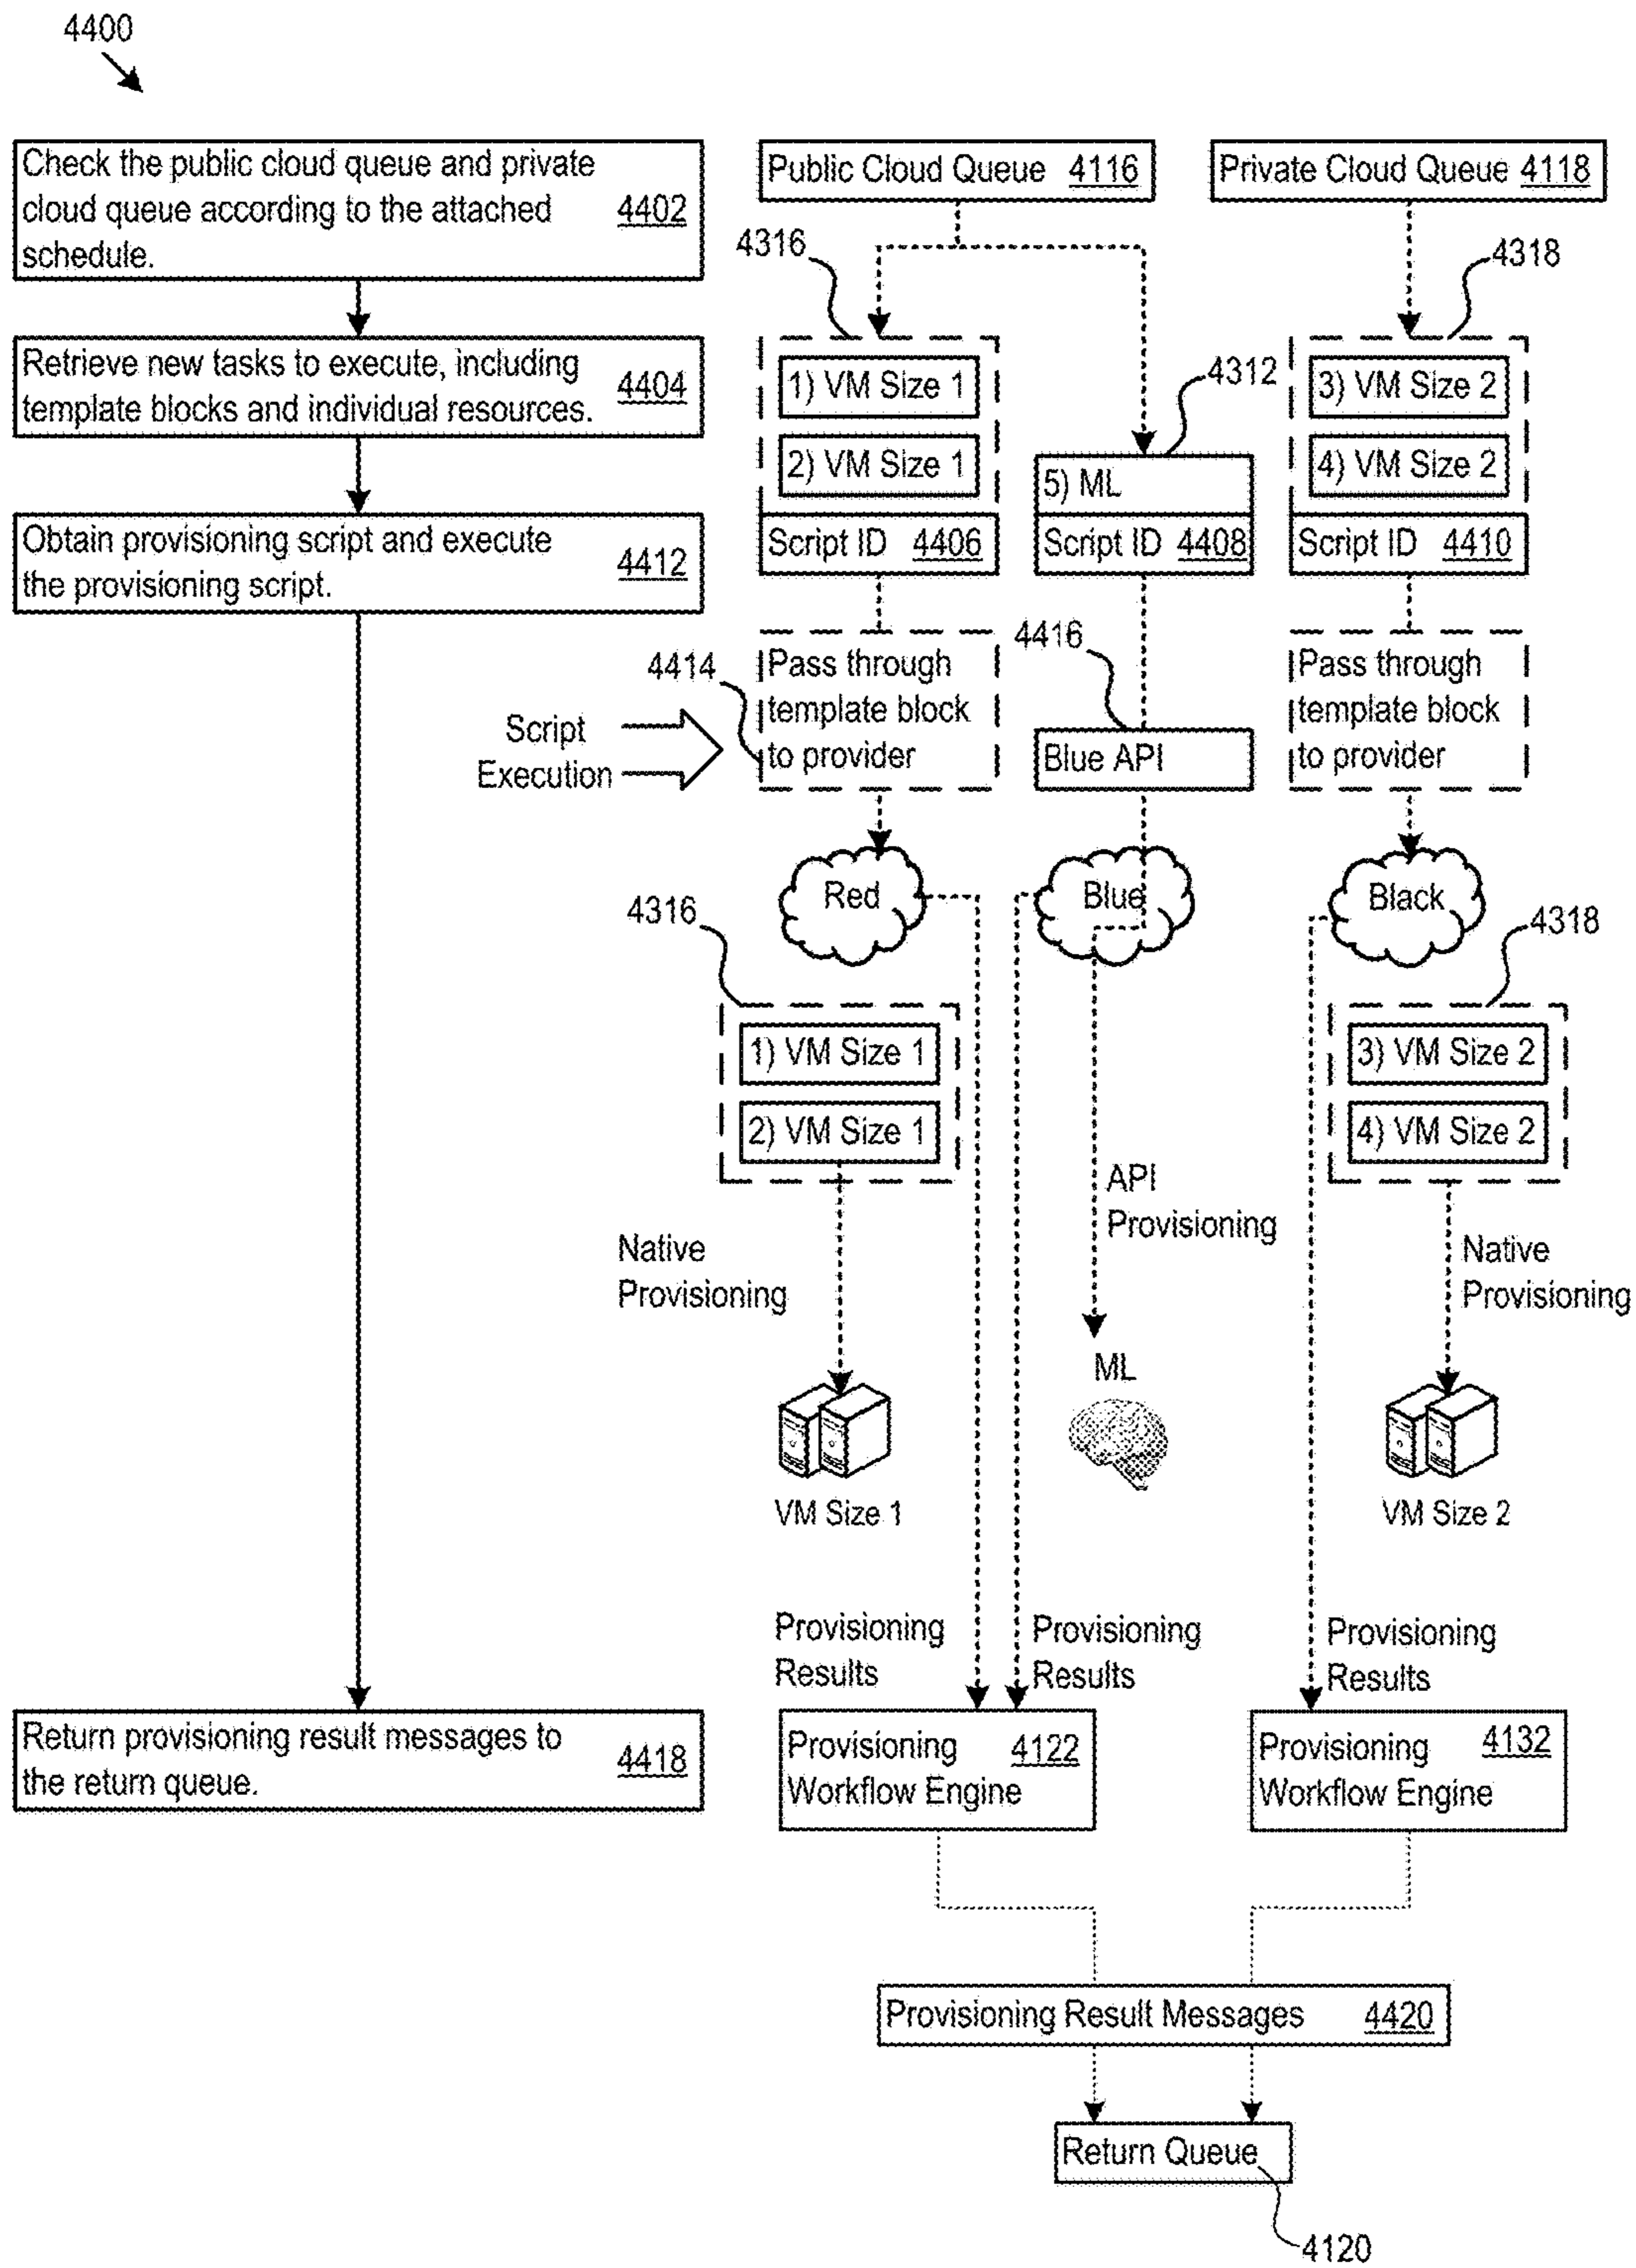 4400
Check the public cloud queue and private
cloud queue according to the attached
schedule.
4402
Public Cloud Queue 4116
Private Cloud Queue 4118
4316
4318
Retrieve new tasks to execute, including
template blocks and individual resources.
4404
1) VM Size 1
2) VM Size 1
4312
5) ML
3) VM Size 2
4) VM Size 2
Obtain provisioning script and execute
the provisioning script.
4412
Script ID 4406
Script ID 4408
Script ID 4410
Script
Execution
4414
Pass through
template block
to provider
4416
Blue API
Pass through
template block
to provider
Red
Blue
Black
4316
4318
1) VM Size 1
2) VM Size 1
3) VM Size 2
4) VM Size 2
Native
Provisioning
API
Provisioning
Native
Provisioning
VM Size 1
ML
VM Size 2
Provisioning
Results
Provisioning
Results
Provisioning
Results
Return provisioning result messages to
the return queue.
4418
Provisioning
Workflow Engine
4122
Provisioning
Workflow Engine
4132
Provisioning Result Messages 4420
Return Queue
4120